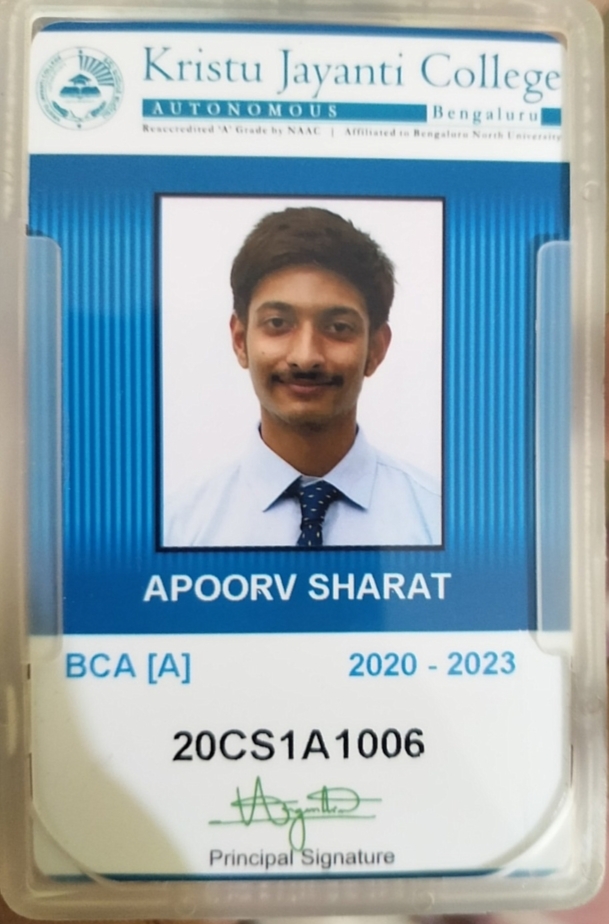 Kristu Jayanti College
AUTONOMOUS Bengaluru
Reaccredited 'A' Grade by NAAC | Affiliated to Bengaluru North University
APOORV SHARAT
BCA [A] 2020 - 2023
20CS1A1006
Principal Signature